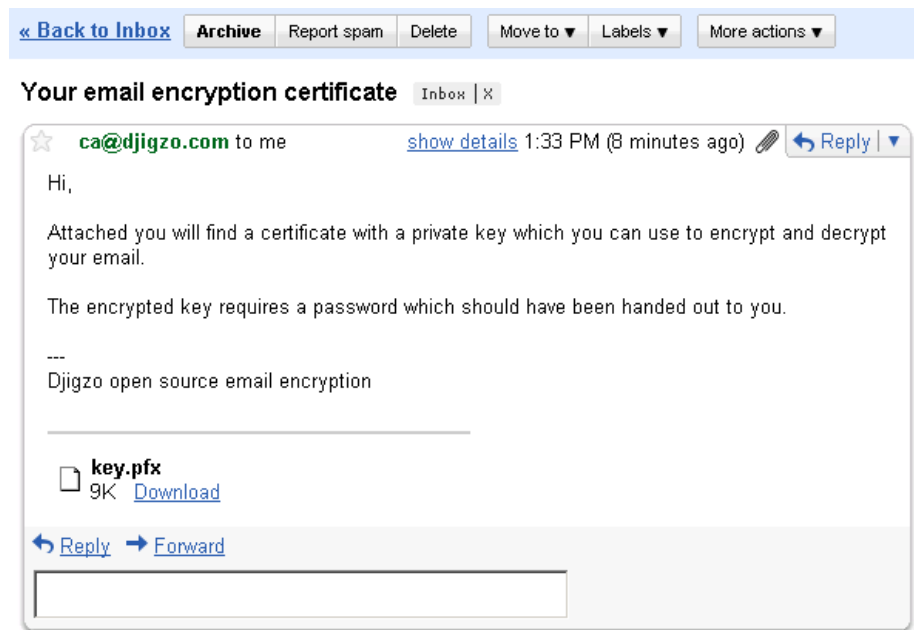 « Back to Inbox Archive Report spam Delete Move to ▼ Labels ▼ More actions ▼
Your email encryption certificate Inbox | X
ca@djigzo.com to me show details 1:33 PM (8 minutes ago) Reply ▼
Hi,
Attached you will find a certificate with a private key which you can use to encrypt and decrypt
your email.
The encrypted key requires a password which should have been handed out to you.
---
Djigzo open source email encryption
key.pfx
9K Download
Reply Forward